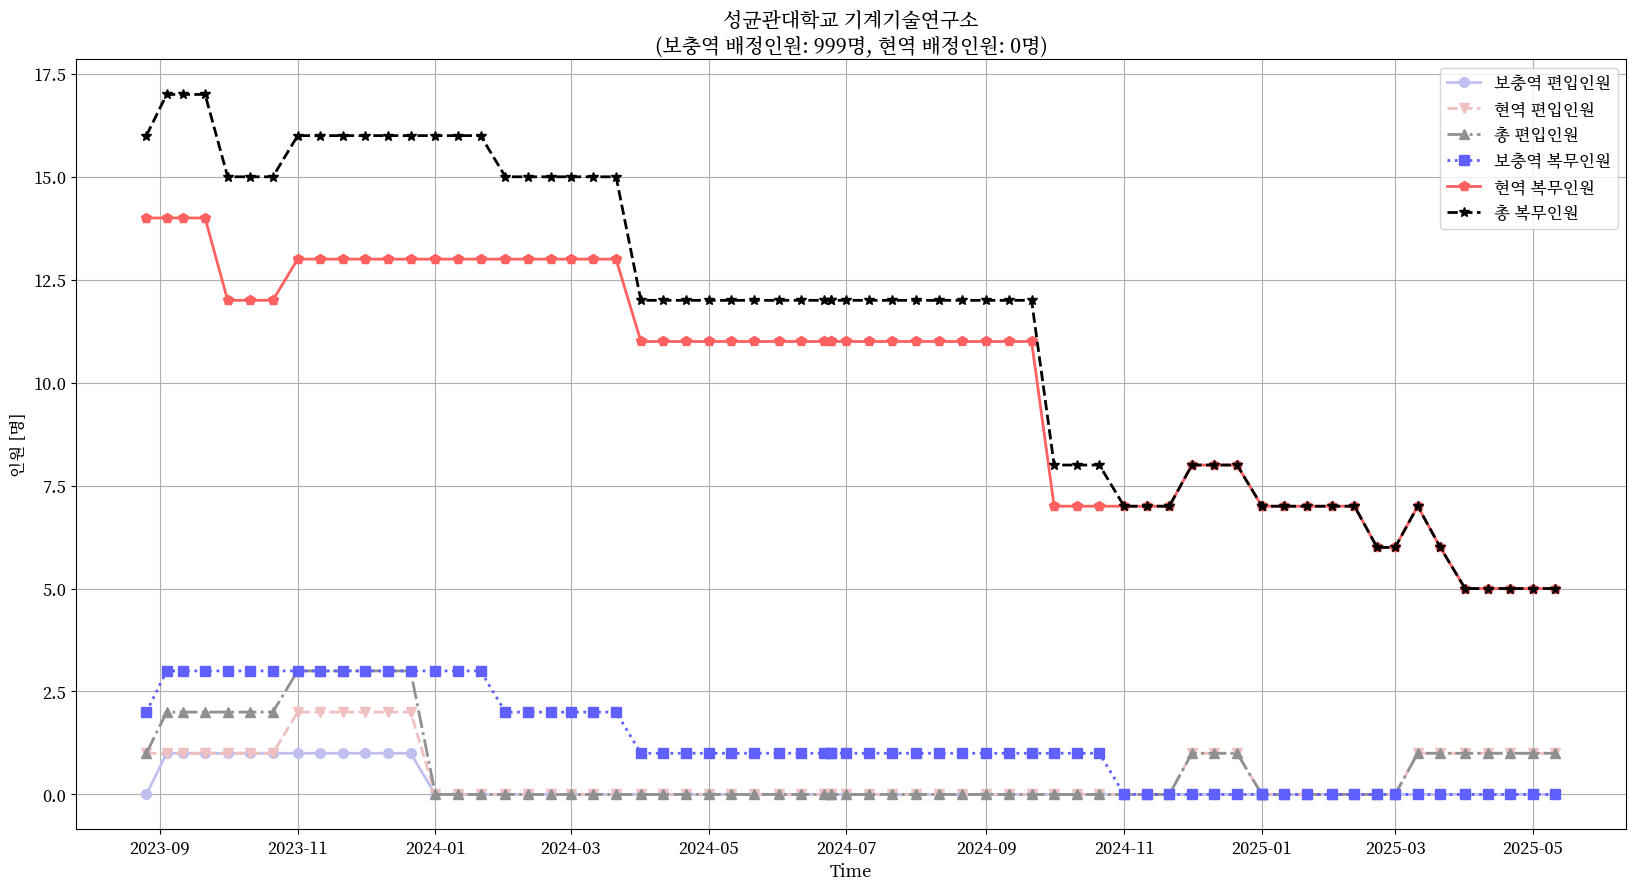 성균관대학교 기계기술연구소
(보충역 배정인원: 999명, 현역 배정인원: 0명)
보충역 편입인원
현역 편입인원
총 편입인원
보충역 복무인원
현역 복무인원
총 복무인원
인원 [명]
17.5
15.0
12.5
10.0
7.5
5.0
2.5
0.0
2023-09
2023-11
2024-01
2024-03
2024-05
2024-07
2024-09
2024-11
2025-01
2025-03
2025-05
Time